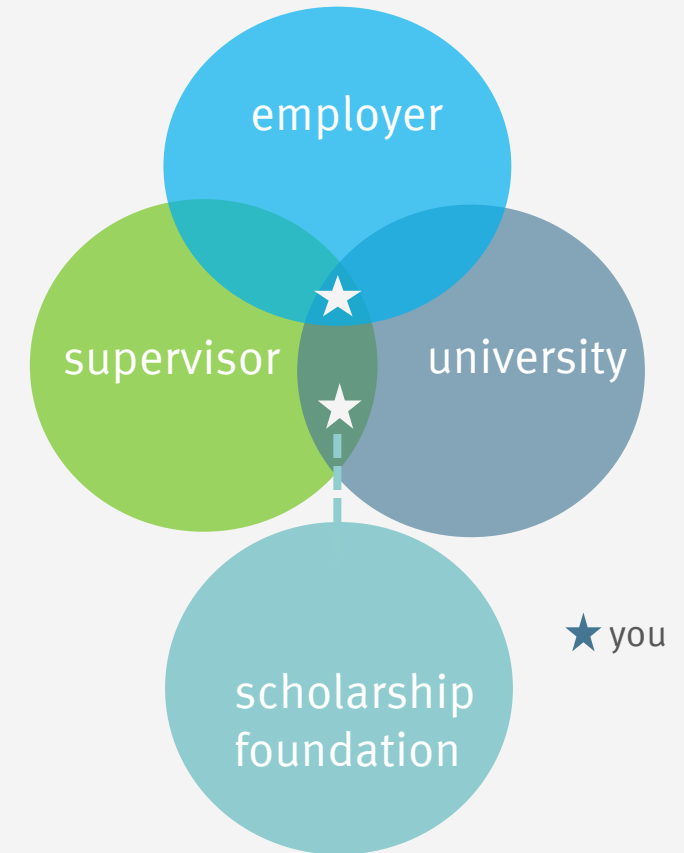 employer
supervisor
university
scholarship
foundation
you